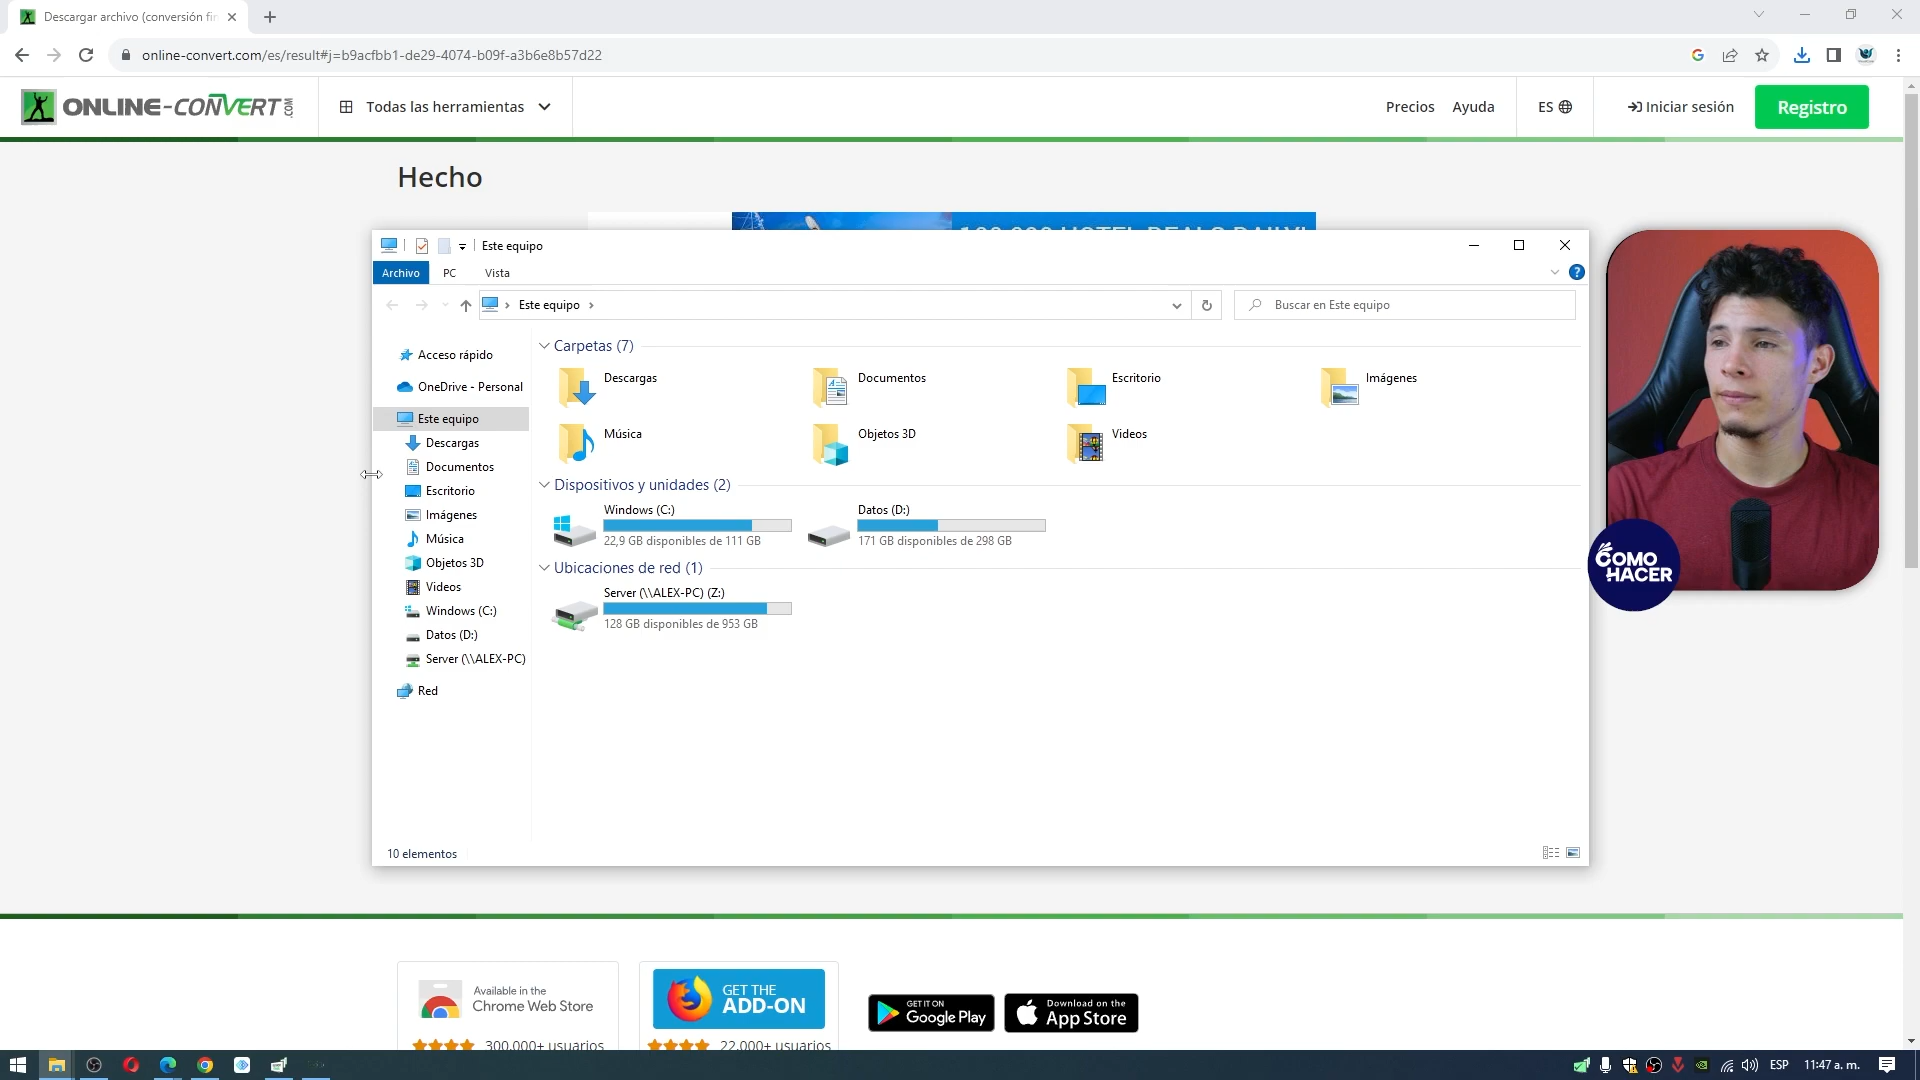 Descargar archivo (conversión fin
online-convert.com/es/result#j=b9acfbb1-de29-4074-b09f-a3b6e8b57d22
ONLINE-CONVERT.COM
Todas las herramientas
Precios
Ayuda
ES
Iniciar sesión
Registro
Hecho
Este equipo
Archivo
PC
Vista
Este equipo
Buscar en Este equipo
Acceso rápido
OneDrive - Personal
Este equipo
Descargas
Documentos
Escritorio
Imágenes
Música
Objetos 3D
Videos
Windows (C:)
Datos (D:)
Server (\\ALEX-PC)
Red
Carpetas (7)
Descargas
Documentos
Escritorio
Imágenes
Música
Objetos 3D
Videos
Dispositivos y unidades (2)
Windows (C:)
22,9 GB disponibles de 111 GB
Datos (D:)
171 GB disponibles de 298 GB
Ubicaciones de red (1)
Server (\\ALEX-PC) (Z:)
128 GB disponibles de 953 GB
10 elementos
COMO
HACER
Available in the
Chrome Web Store
300.000+ usuarios
GET THE
ADD-ON
22.000+ usuarios
GET IT ON
Google Play
Download on the
App Store
ESP
11:47 a. m.